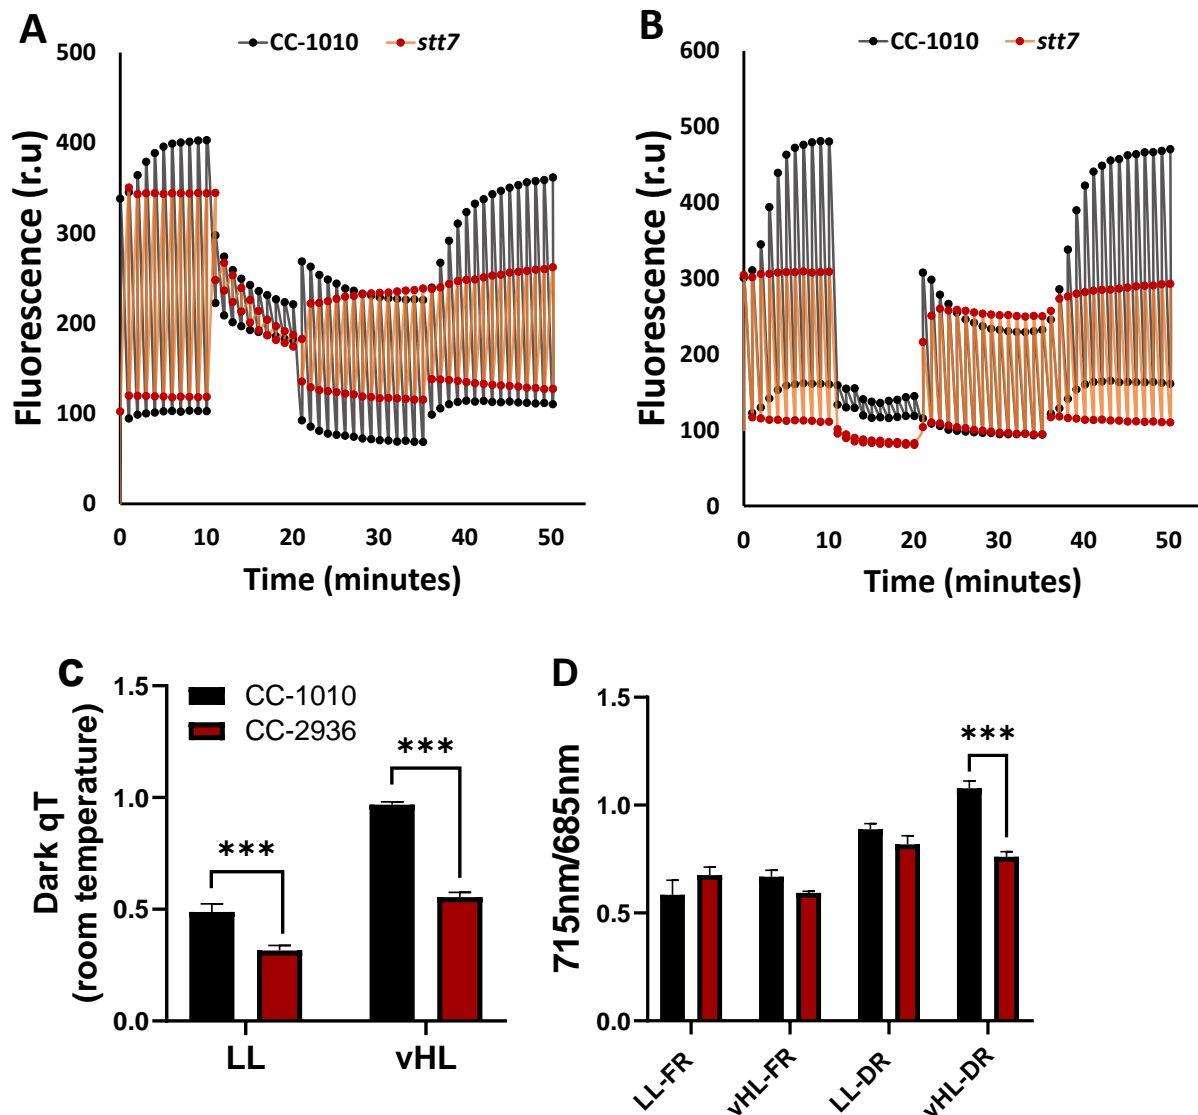 A
CC-1010 stt7
500
400
300
200
100
0
Fluorescence (r.u)
0 10 20 30 40 50
Time (minutes)
B
CC-1010 stt7
600
500
400
300
200
100
0
Fluorescence (r.u)
0 10 20 30 40 50
Time (minutes)
C
CC-1010
CC-2936
1.5
1.0
0.5
0.0
Dark qT
(room temperature)
***
***
LL vHL
D
1.5
1.0
0.5
0.0
715nm/685nm
***
LL-FR vHL-FR LL-DR vHL-DR